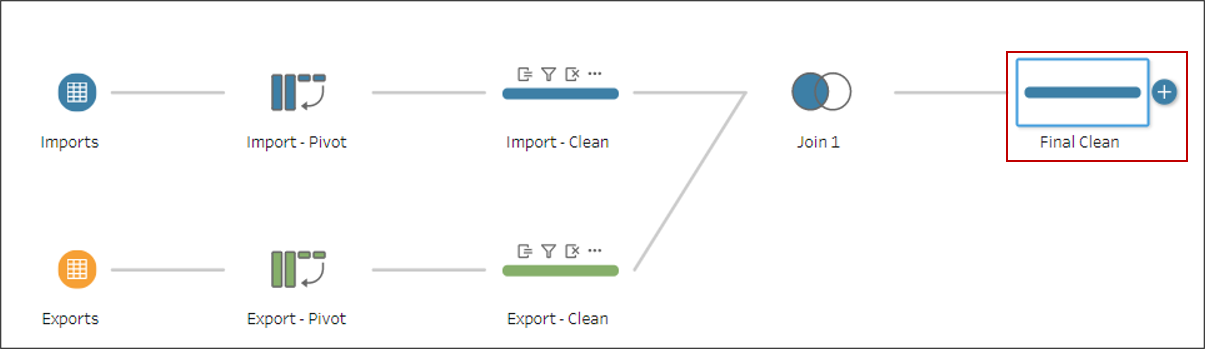 Imports
Import - Pivot
Import - Clean
Join 1
Final Clean
Exports
Export - Pivot
Export - Clean